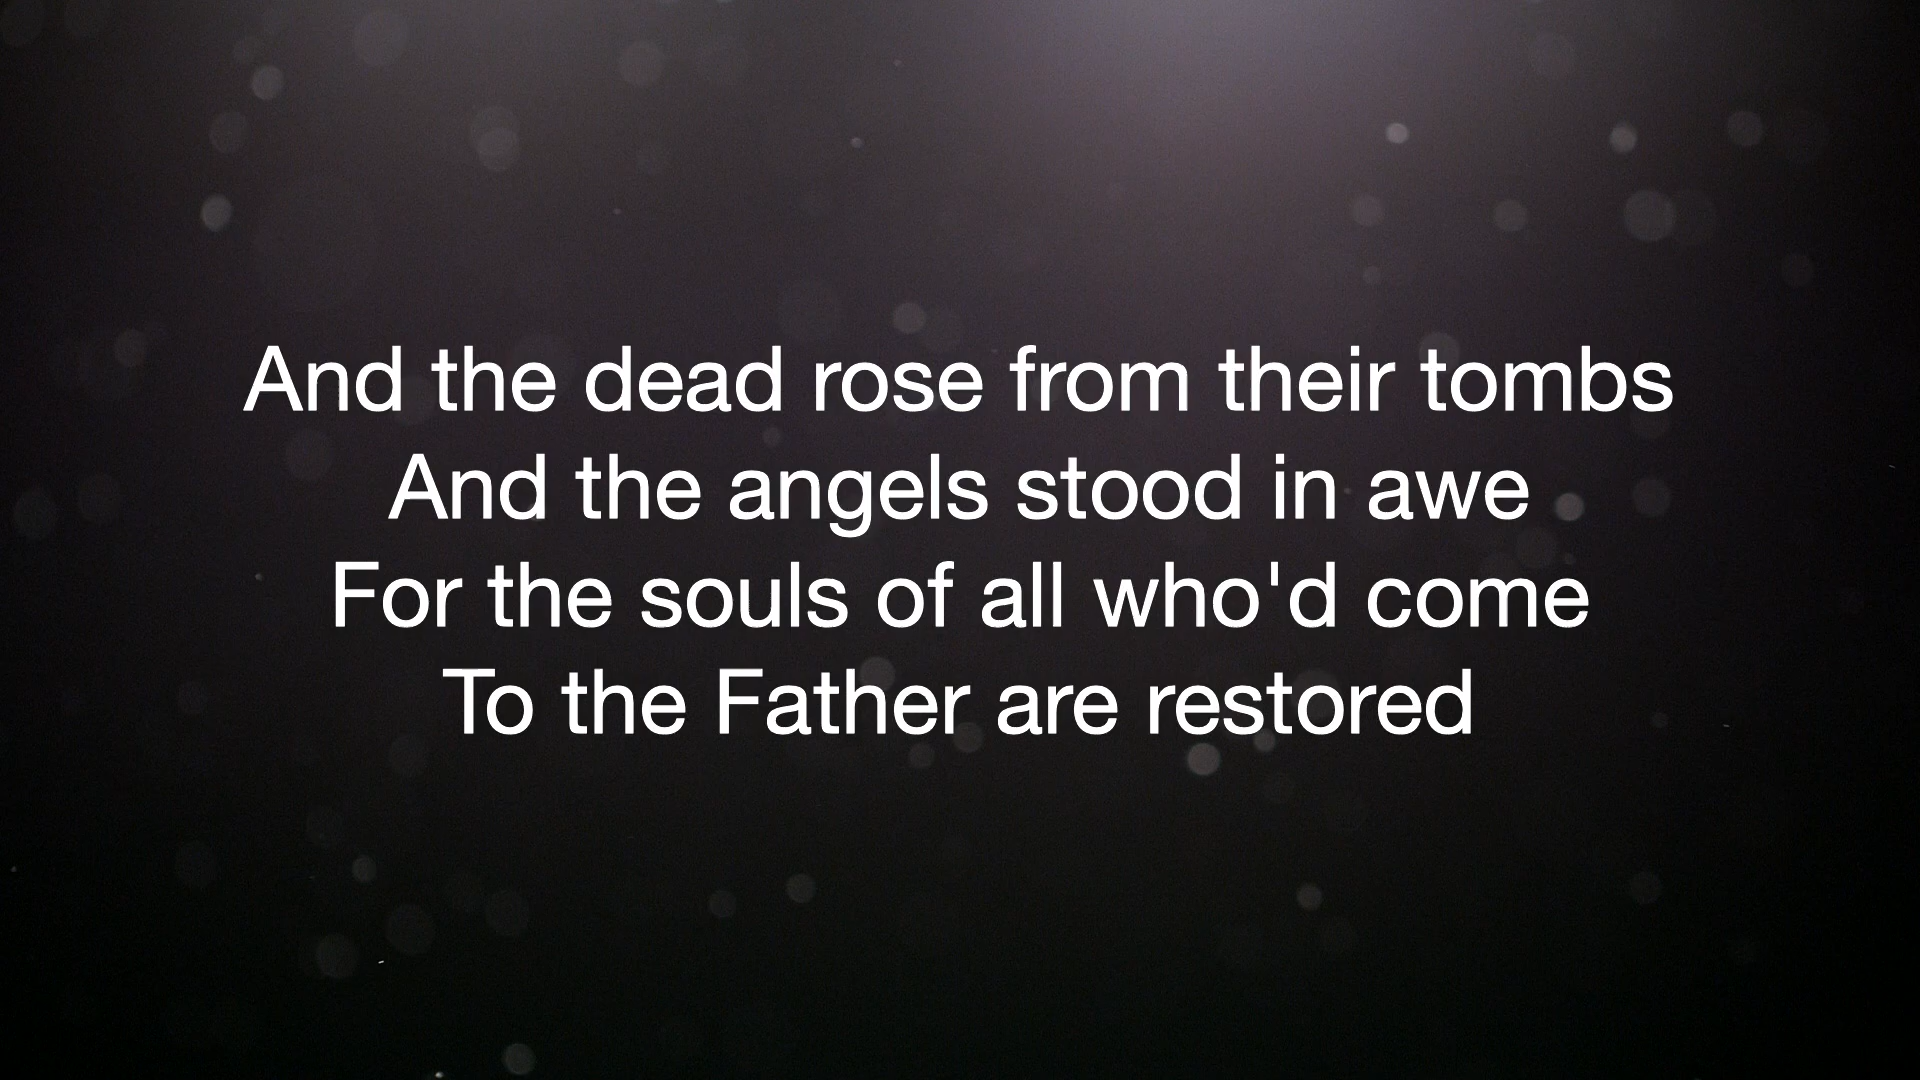 And the dead rose from their tombs
And the angels stood in awe
For the souls of all who'd come
To the Father are restored